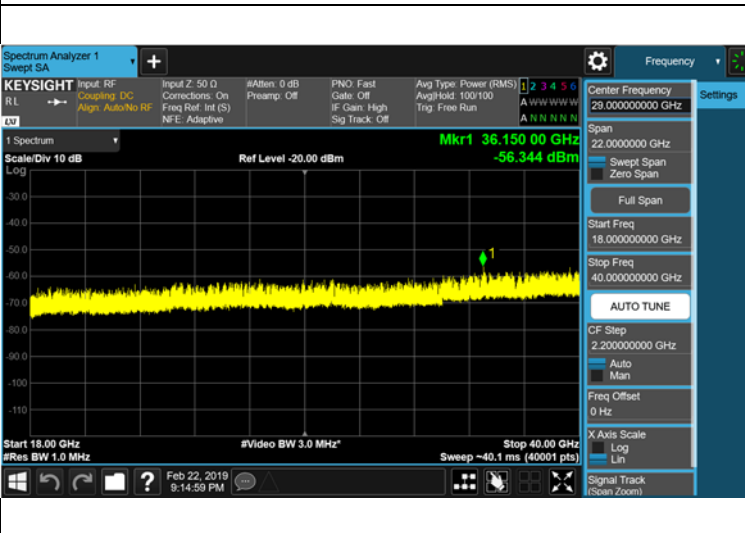 Spectrum Analyzer 1
Swept SA
+
Frequency
KEYSIGHT
RL
LXI
Input: RF
Coupling: DC
Align: Auto/No RF
Input Z: 50 Ω
Corrections: On
Freq Ref: Int (S)
NFE: Adaptive
#Atten: 0 dB
Preamp: Off
PNO: Fast
Gate: Off
IF Gain: High
Sig Track: Off
Avg Type: Power (RMS)
Avg|Hold: 100/100
Trig: Free Run
1 2 3 4 5 6
A W W W W W
A N N N N N
1 Spectrum
Scale/Div 10 dB
Log
Ref Level -20.00 dBm
Mkr1 36.150 00 GHz
-56.344 dBm
-30.0
-40.0
-50.0
-60.0
-70.0
-80.0
-90.0
-100
-110
1
Start 18.00 GHz
#Res BW 1.0 MHz
#Video BW 3.0 MHz*
Stop 40.00 GHz
Sweep ~40.1 ms (40001 pts)
?
Feb 22, 2019
9:14:59 PM
Center Frequency
29.000000000 GHz
Settings
Span
22.0000000 GHz
Swept Span
Zero Span
Full Span
Start Freq
18.000000000 GHz
Stop Freq
40.000000000 GHz
AUTO TUNE
CF Step
2.200000000 GHz
Auto
Man
Freq Offset
0 Hz
X Axis Scale
Log
Lin
Signal Track
(Span Zoom)